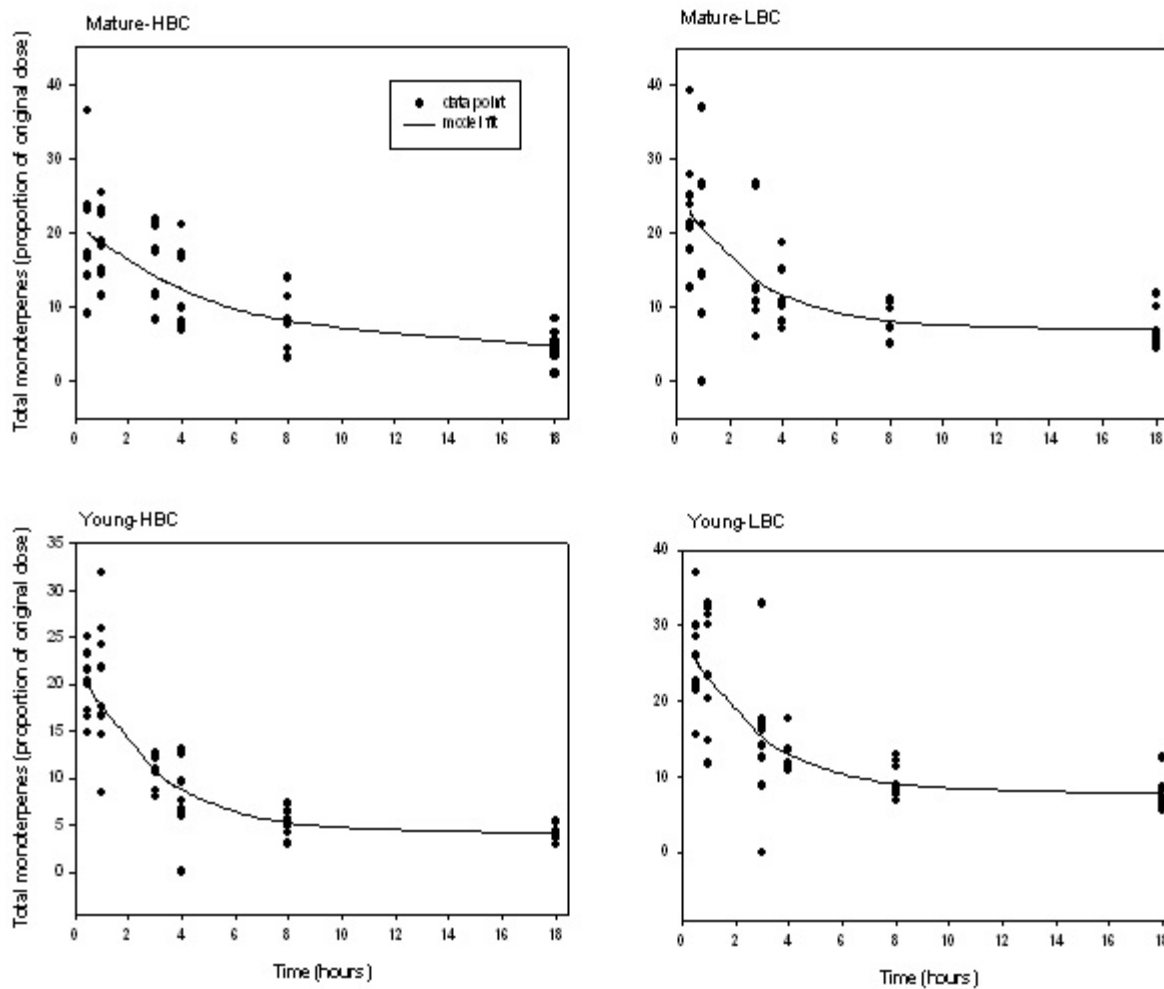 Mature-HBC
Mature-LBC
Total monoterpenes (proportion of original dose)
40
30
20
10
0
data point
model fit
0 2 4 6 8 10 12 14 16 18
40
30
20
10
0
0 2 4 6 8 10 12 14 16 18
Young-HBC
Young-LBC
Total monoterpenes (proportion of original dose)
35
30
25
20
15
10
5
0
0 2 4 6 8 10 12 14 16 18
Time (hours)
40
30
20
10
0
0 2 4 6 8 10 12 14 16 18
Time (hours)